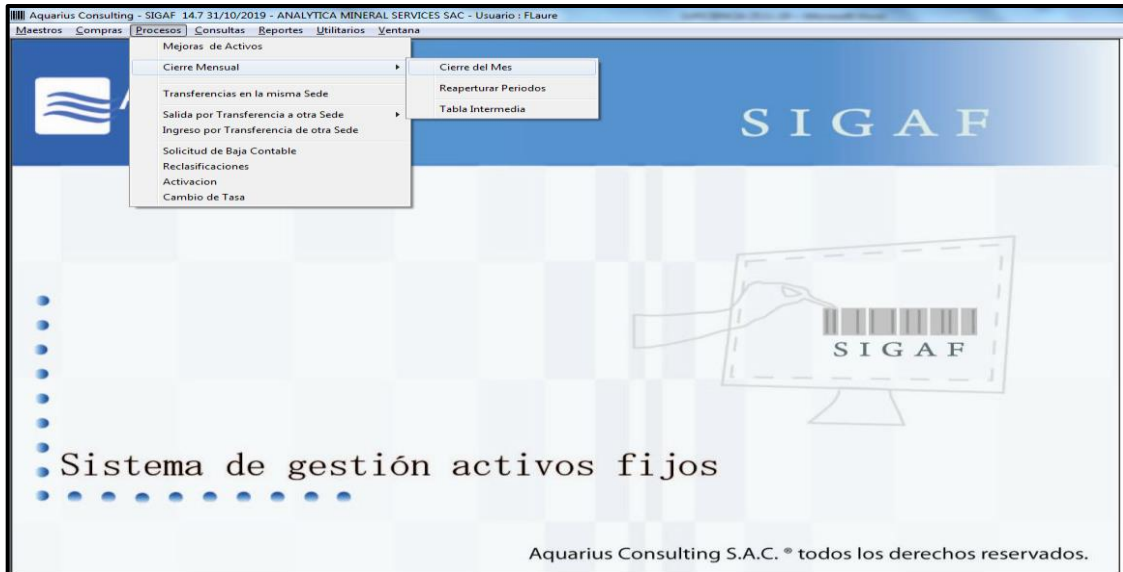 Aquarius Consulting - SIGAF 14.7 31/10/2019 - ANALYTICA MINERAL SERVICES SAC - Usuario : FLaure
Maestros Compras Procesos Consultas Reportes Utilitarios Ventana
Mejoras de Activos
Cierre Mensual
Cierre del Mes
Reaperturar Periodos
Tabla Intermedia
Transferencias en la misma Sede
Salida por Transferencia a otra Sede
Ingreso por Transferencia de otra Sede
Solicitud de Baja Contable
Reclasificaciones
Activacion
Cambio de Tasa
SIGAF
SIGAF
Sistema de gestión activos fijos
Aquarius Consulting S.A.C. ® todos los derechos reservados.